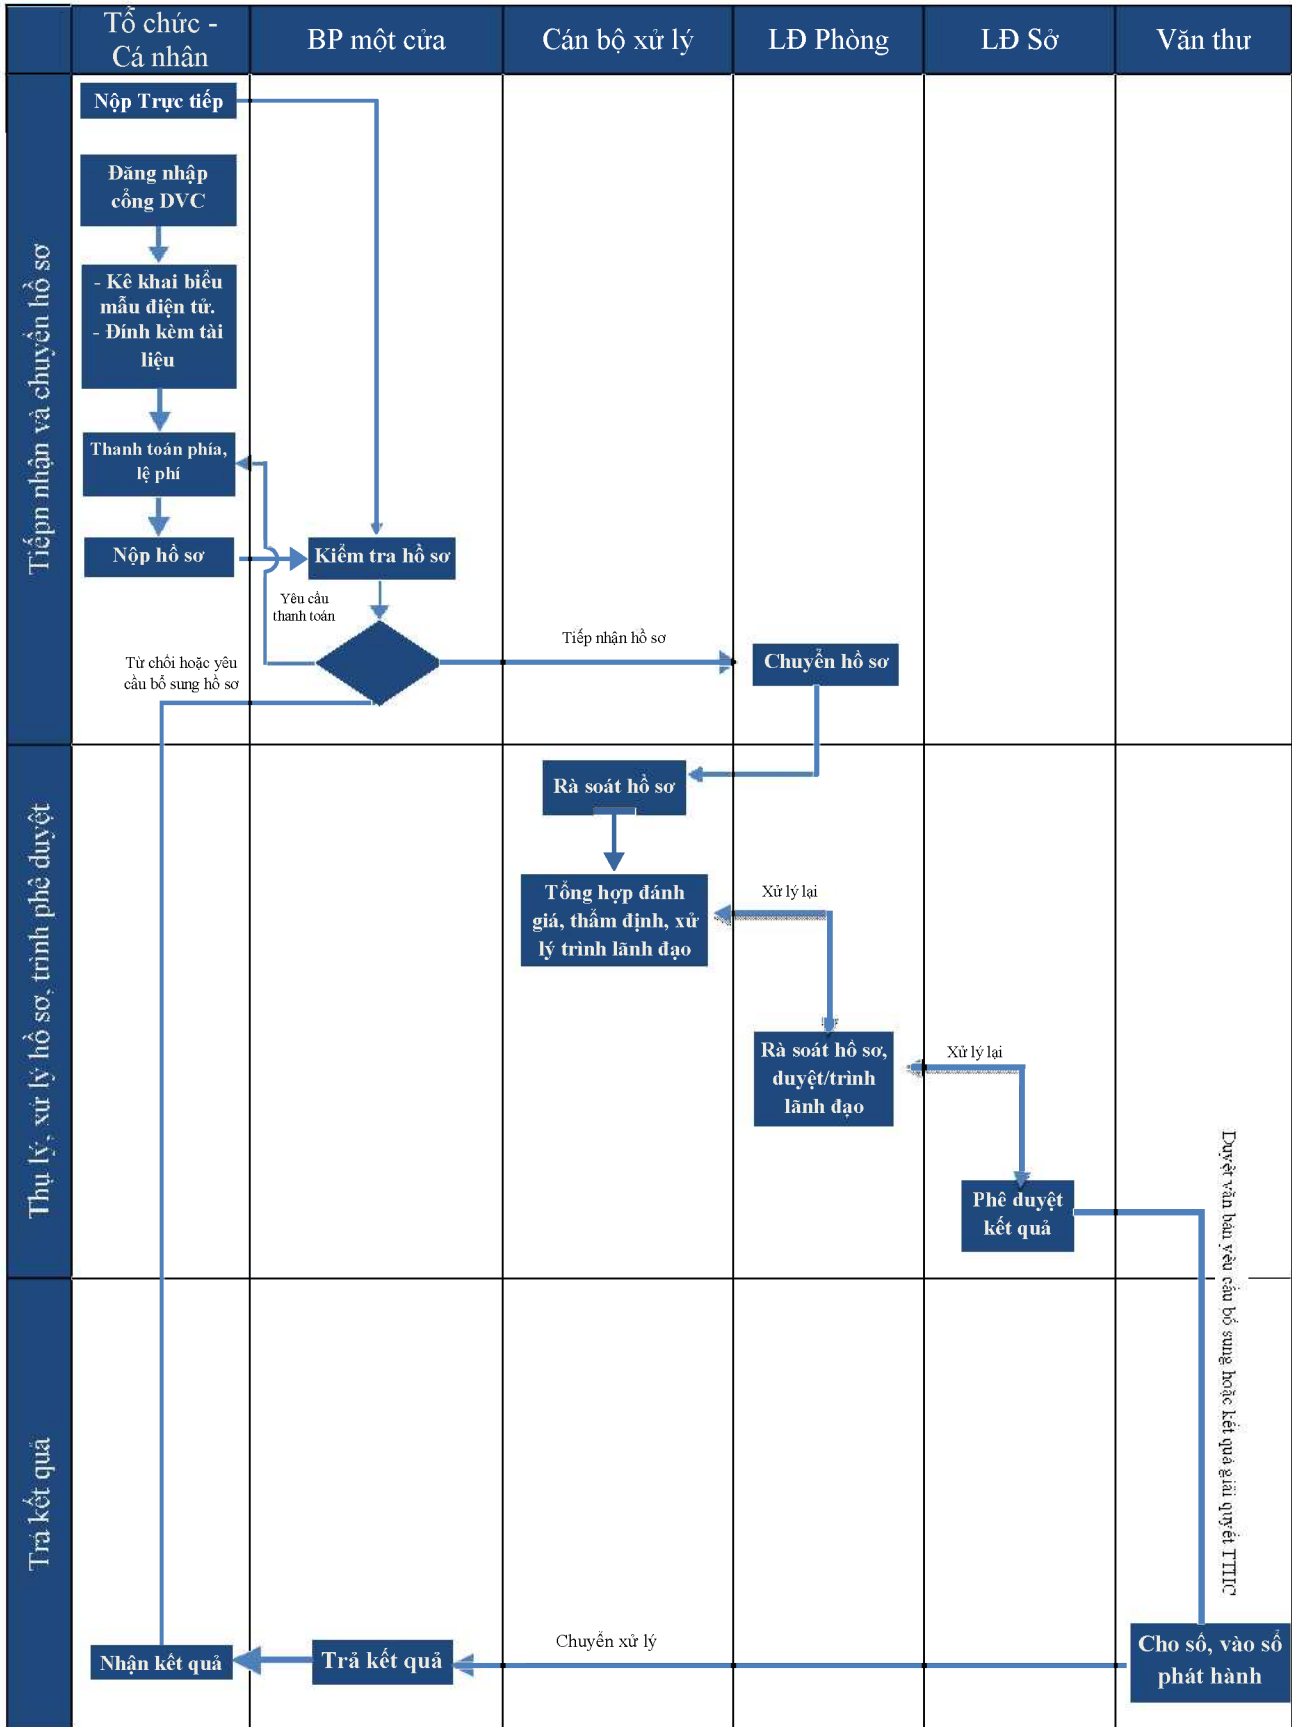 Tổ chức -
Cá nhân
BP một cửa
Cán bộ xử lý
LĐ Phòng
LĐ Sở
Văn thư
Tiếpn nhận và chuyển hồ sơ
Nộp Trực tiếp
Đăng nhập
cổng DVC
- Kê khai biểu
mẫu điện tử.
- Đính kèm tài
liệu
Thanh toán phía,
lệ phí
Nộp hồ sơ
Kiểm tra hồ sơ
Yêu cầu
thanh toán
Tiếp nhận hồ sơ
Chuyển hồ sơ
Từ chối hoặc yêu
cầu bổ sung hồ sơ
Thụ lý, xử lý hồ sơ, trình phê duyệt
Rà soát hồ sơ
Tổng hợp đánh
giá, thẩm định, xử
lý trình lãnh đạo
Xử lý lại
Rà soát hồ sơ,
duyệt/trình
lãnh đạo
Xử lý lại
Phê duyệt
kết quả
Duyệt văn bản yêu cầu bổ sung hoặc kết quả giải quyết TTHC
Trả kết quả
Nhận kết quả
Trả kết quả
Chuyển xử lý
Cho số, vào sổ
phát hành